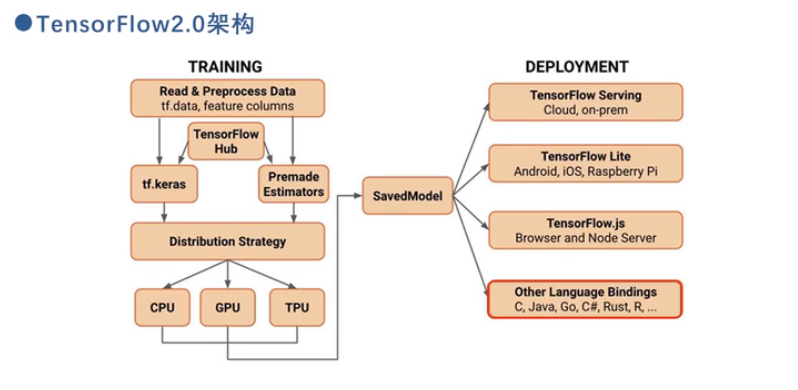 ●TensorFlow2.0架构
TRAINING
Read & Preprocess Data
tf.data, feature columns
TensorFlow
Hub
tf.keras
Premade
Estimators
Distribution Strategy
CPU
GPU
TPU
SavedModel
DEPLOYMENT
TensorFlow Serving
Cloud, on-prem
TensorFlow Lite
Android, iOS, Raspberry Pi
TensorFlow.js
Browser and Node Server
Other Language Bindings
C, Java, Go, C#, Rust, R, ...